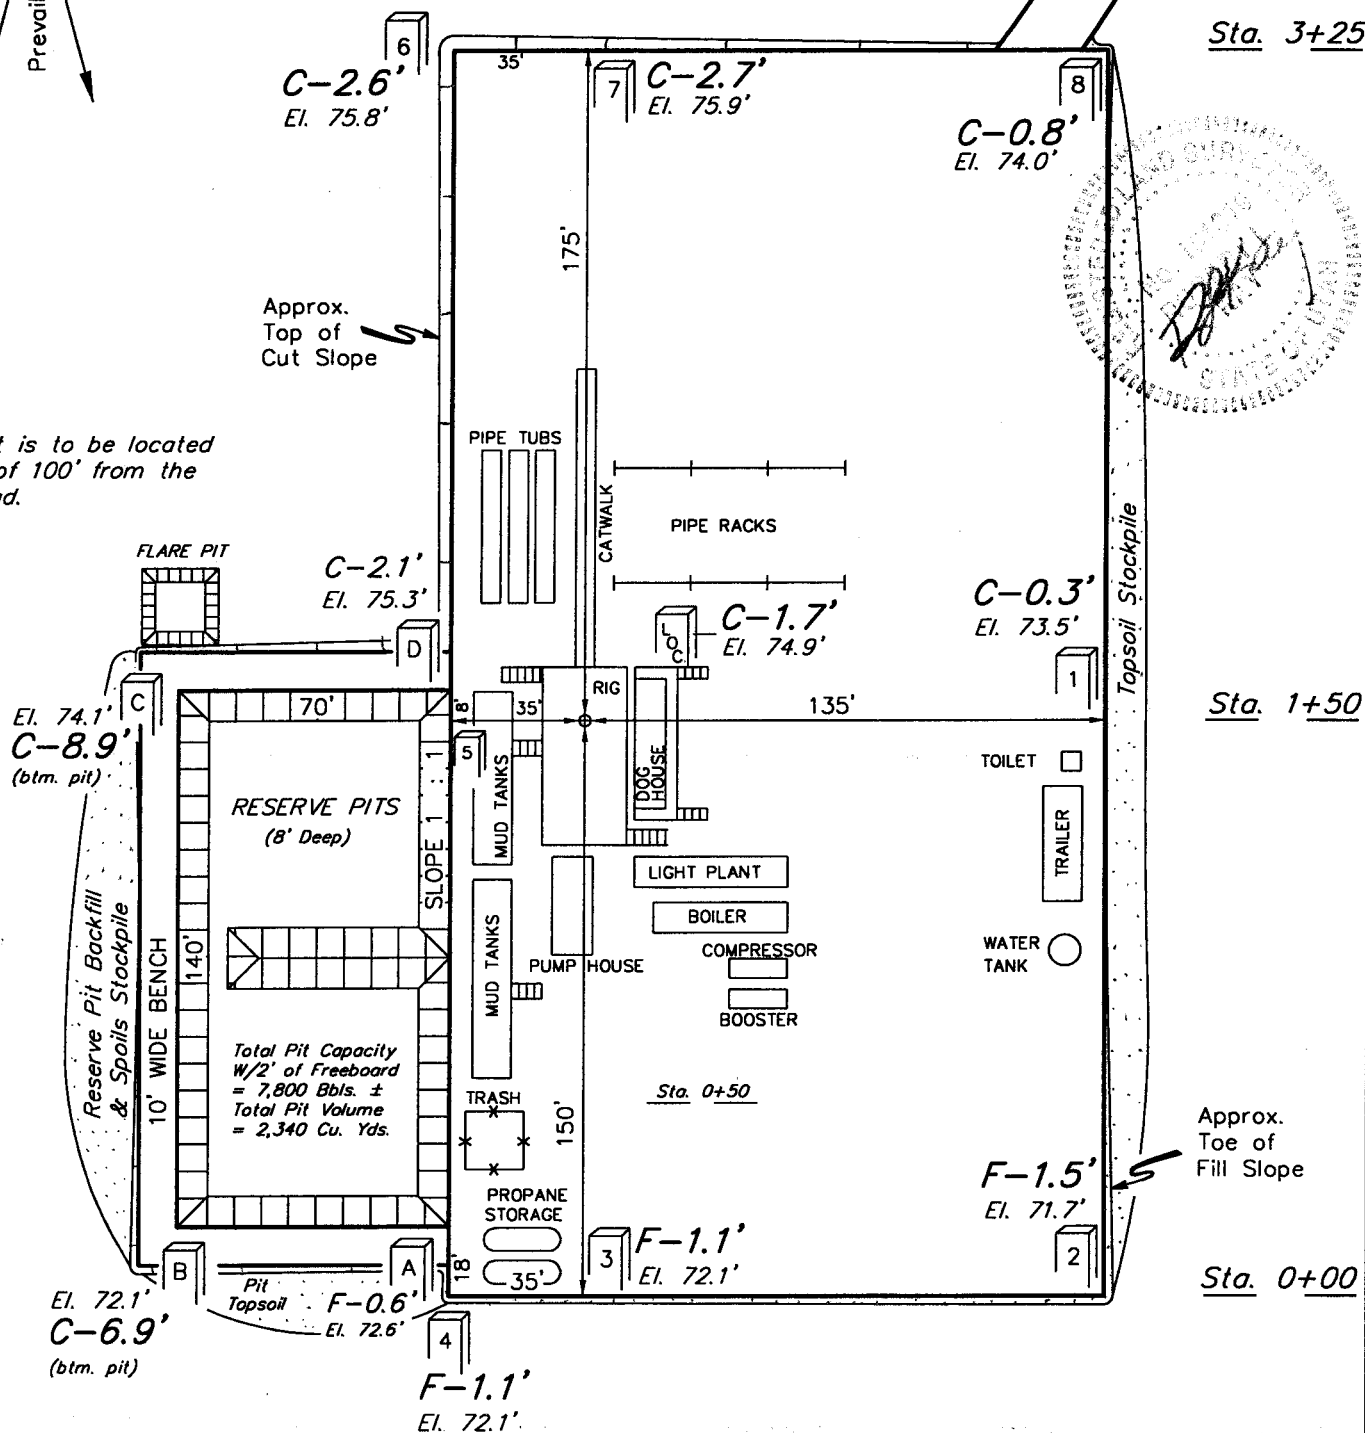 Prevail
Sta. 3+25
6
C-2.6'
El. 75.8'
35'
7
C-2.7'
El. 75.9'
8
C-0.8'
El. 74.0'
LAND SURVEYOR
STATE OF UTAH
175'
Approx.
Top of
Cut Slope
t is to be located
of 100' from the
d.
PIPE TUBS
CATWALK
PIPE RACKS
FLARE PIT
C-2.1'
El. 75.3'
D
LOC.
C-1.7'
El. 74.9'
C-0.3'
El. 73.5'
1
Topsoil Stockpile
C
El. 74.1'
C-8.9'
(btm. pit)
70'
8'
35'
RIG
135'
Sta. 1+50
5
MUD TANKS
DOG
HOUSE
TOILET
TRAILER
RESERVE PITS
(8' Deep)
SLOPE 1 : 1
LIGHT PLANT
BOILER
COMPRESSOR
BOOSTER
PUMP HOUSE
MUD TANKS
WATER
TANK
Reserve Pit Backfill
& Spoils Stockpile
10' WIDE BENCH
140'
Total Pit Capacity
W/2' of Freeboard
= 7,800 Bbls. ±
Total Pit Volume
= 2,340 Cu. Yds.
TRASH
150'
Sta. 0+50
Approx.
Toe of
Fill Slope
PROPANE
STORAGE
35'
18'
3
F-1.1'
El. 72.1'
F-1.5'
El. 71.7'
2
Sta. 0+00
B
El. 72.1'
C-6.9'
(btm. pit)
Pit
Topsoil
A
F-0.6'
El. 72.6'
4
F-1.1'
El. 72.1'